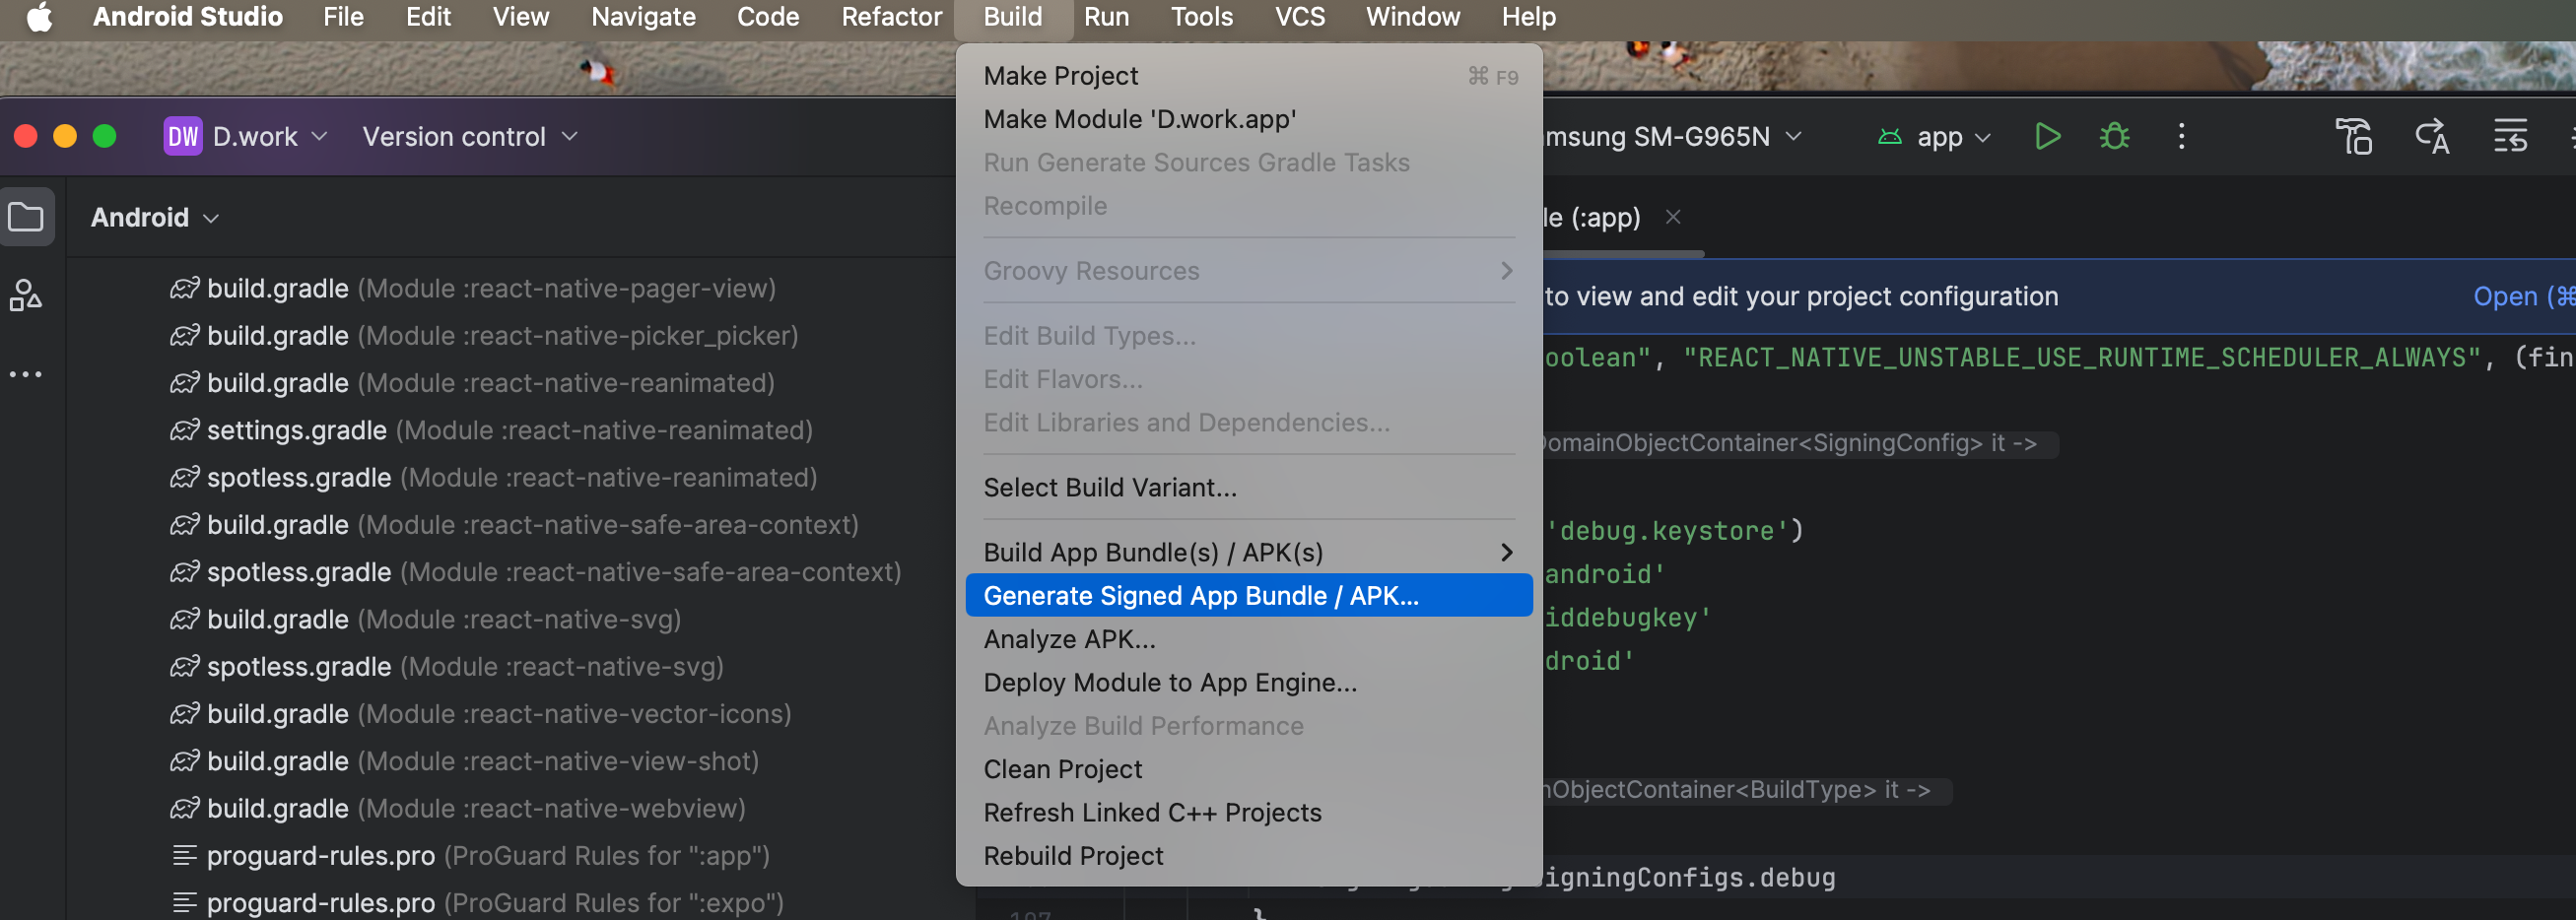 Android Studio File Edit View Navigate Code Refactor Build Run Tools VCS Window Help
DW D.work Version control
Android
build.gradle (Module :react-native-pager-view)
build.gradle (Module :react-native-picker_picker)
build.gradle (Module :react-native-reanimated)
settings.gradle (Module :react-native-reanimated)
spotless.gradle (Module :react-native-reanimated)
build.gradle (Module :react-native-safe-area-context)
spotless.gradle (Module :react-native-safe-area-context)
build.gradle (Module :react-native-svg)
spotless.gradle (Module :react-native-svg)
build.gradle (Module :react-native-vector-icons)
build.gradle (Module :react-native-view-shot)
build.gradle (Module :react-native-webview)
proguard-rules.pro (ProGuard Rules for ":app")
proguard-rules.pro (ProGuard Rules for ":expo")
Make Project ⌘ F9
Make Module 'D.work.app'
Run Generate Sources Gradle Tasks
Recompile
Groovy Resources
Edit Build Types...
Edit Flavors...
Edit Libraries and Dependencies...
Select Build Variant...
Build App Bundle(s) / APK(s)
Generate Signed App Bundle / APK...
Analyze APK...
Deploy Module to App Engine...
Analyze Build Performance
Clean Project
Refresh Linked C++ Projects
Rebuild Project
msung SM-G965N app
le (:app)
to view and edit your project configuration Open (⌘
oolean", "REACT_NATIVE_UNSTABLE_USE_RUNTIME_SCHEDULER_ALWAYS", (fin
DomainObjectContainer<SigningConfig> it ->
'debug.keystore')
android'
iddebugkey'
droid'
nObjectContainer<BuildType> it ->
signingConfigs.debug
}